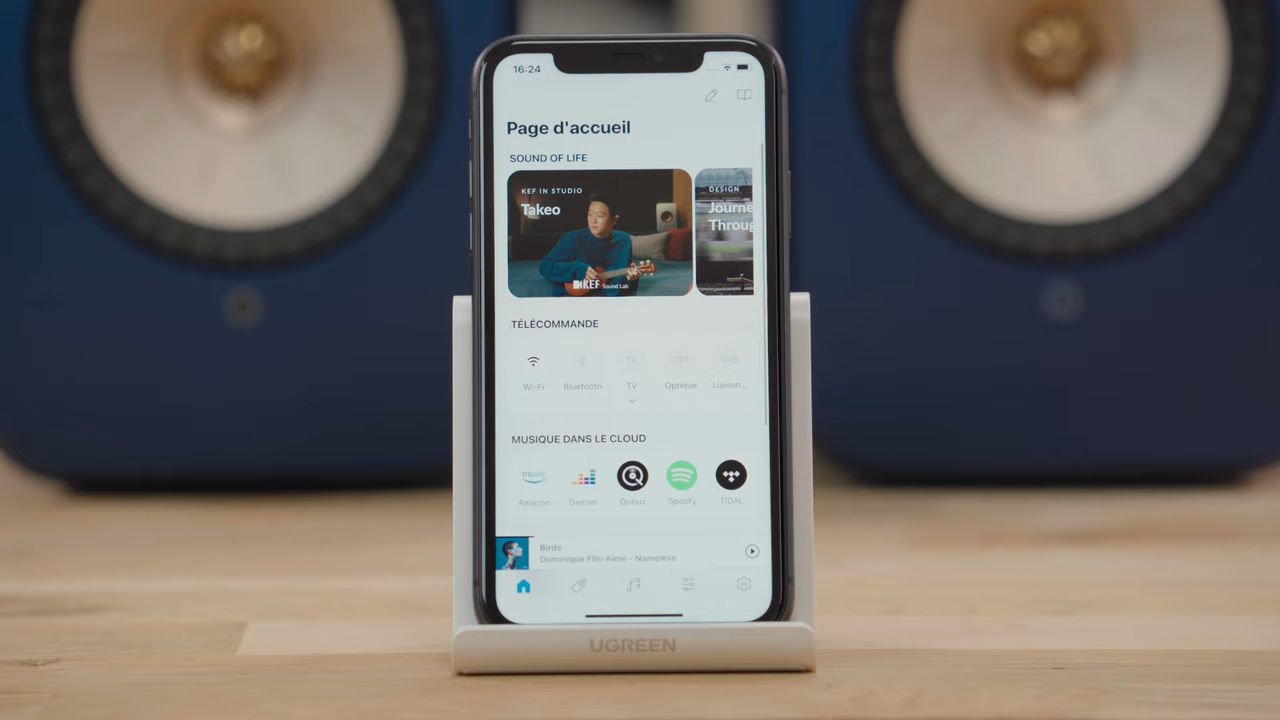 16:24
Page d'accueil
SOUND OF LIFE
KEF IN STUDIO
Takeo
KEF Sound Lab
DESIGN
Journe
Throug
TÉLÉCOMMANDE
TV OPT USB
Wi-Fi Bluetooth TV Optique Liaison...
MUSIQUE DANS LE CLOUD
music
Amazon Deezer Qobuz Spotify TIDAL
Birds
Dominique Fils-Aimé - Nameless
UGREEN